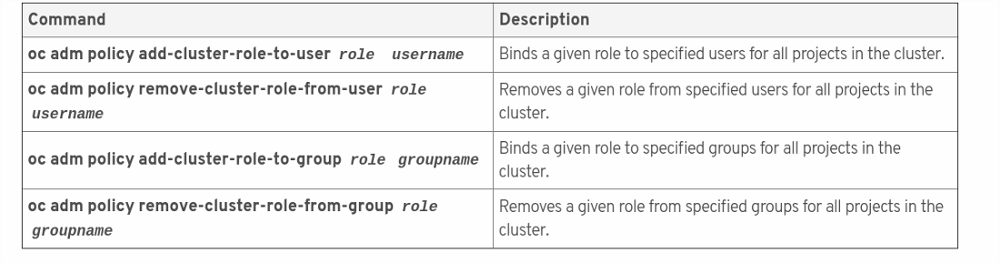 Command Description
oc adm policy add-cluster-role-to-user role username Binds a given role to specified users for all projects in the cluster.
oc adm policy remove-cluster-role-from-user role
username
Removes a given role from specified users for all projects in the
cluster.
oc adm policy add-cluster-role-to-group role groupname
Binds a given role to specified groups for all projects in the
cluster.
oc adm policy remove-cluster-role-from-group role
groupname
Removes a given role from specified groups for all projects in the
cluster.